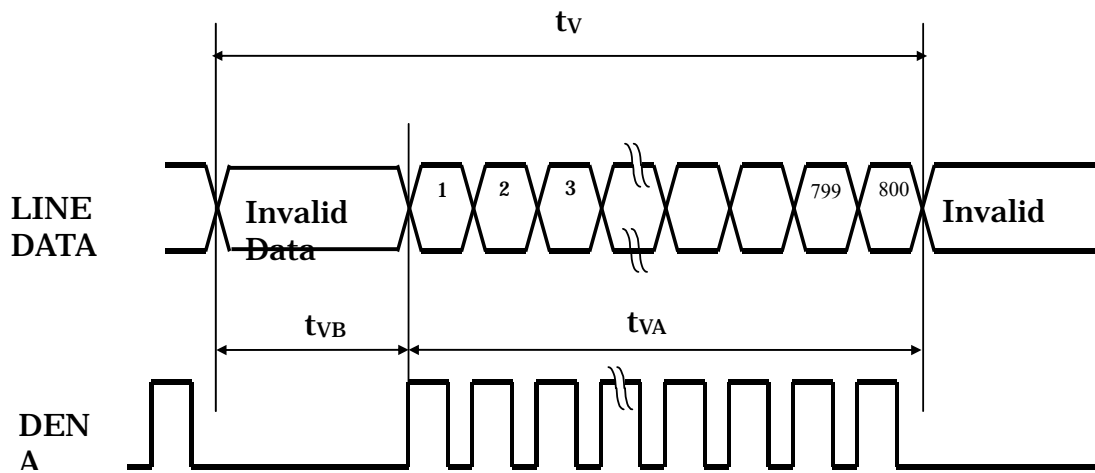 tV
1 2 3 799 800
LINE
DATA
Invalid
Data
Invalid
tVB tVA
DEN
A